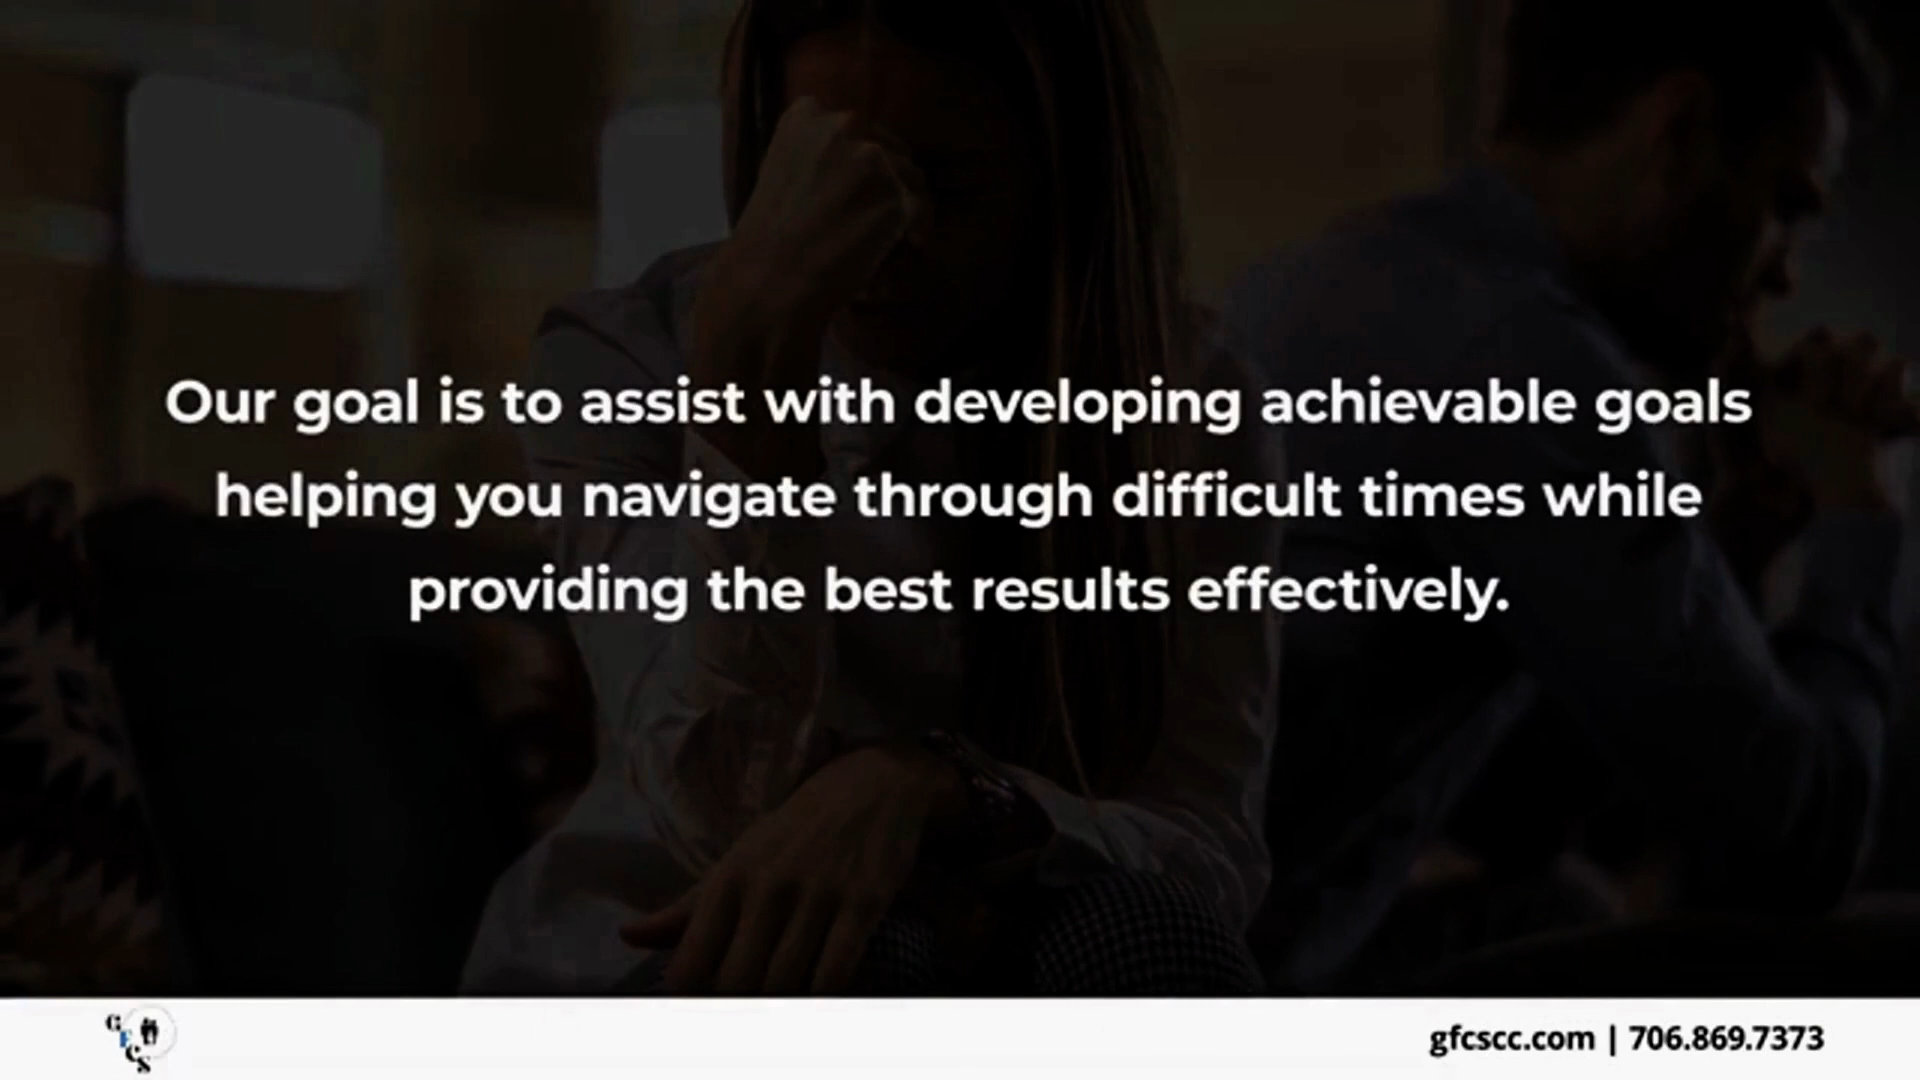 Our goal is to assist with developing achievable goals
helping you navigate through difficult times while
providing the best results effectively.
GFCS
gfcscc.com | 706.869.7373